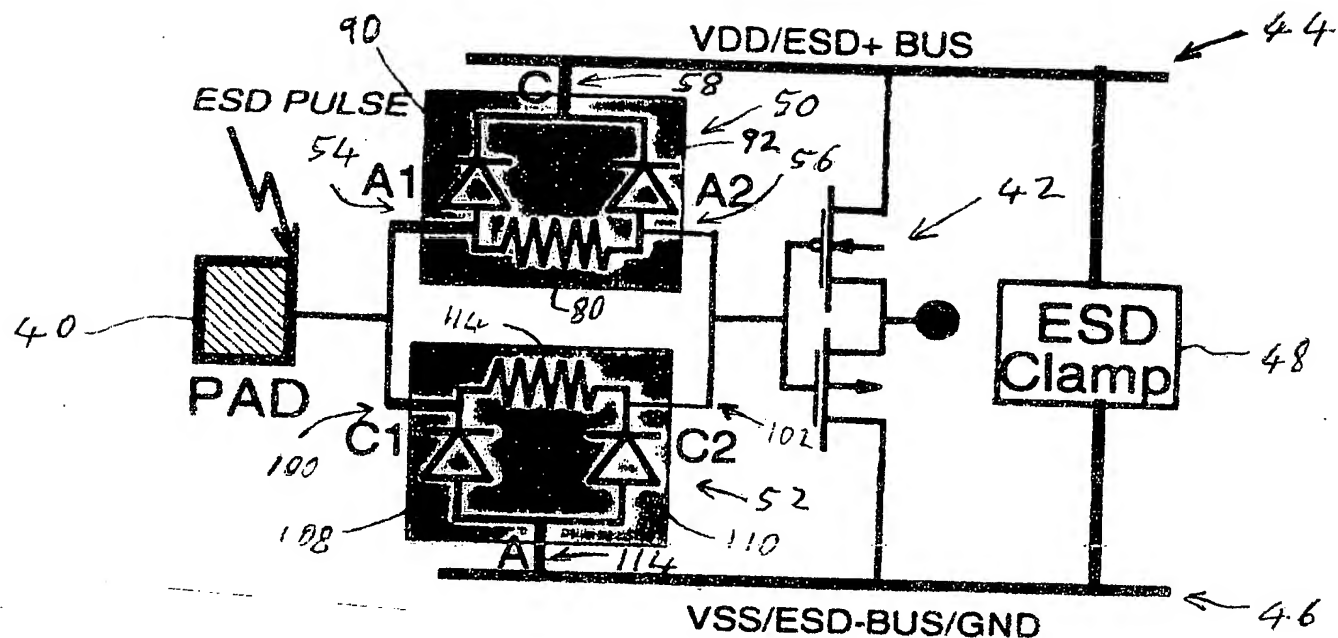 90
VDD/ESD+ BUS
44
C
58
ESD PULSE
50
92
54
A1
A2
56
42
80
40
PAD
114
ESD
Clamp
48
C1
C2
100
102
52
108
110
A
114
VSS/ESD-BUS/GND
46